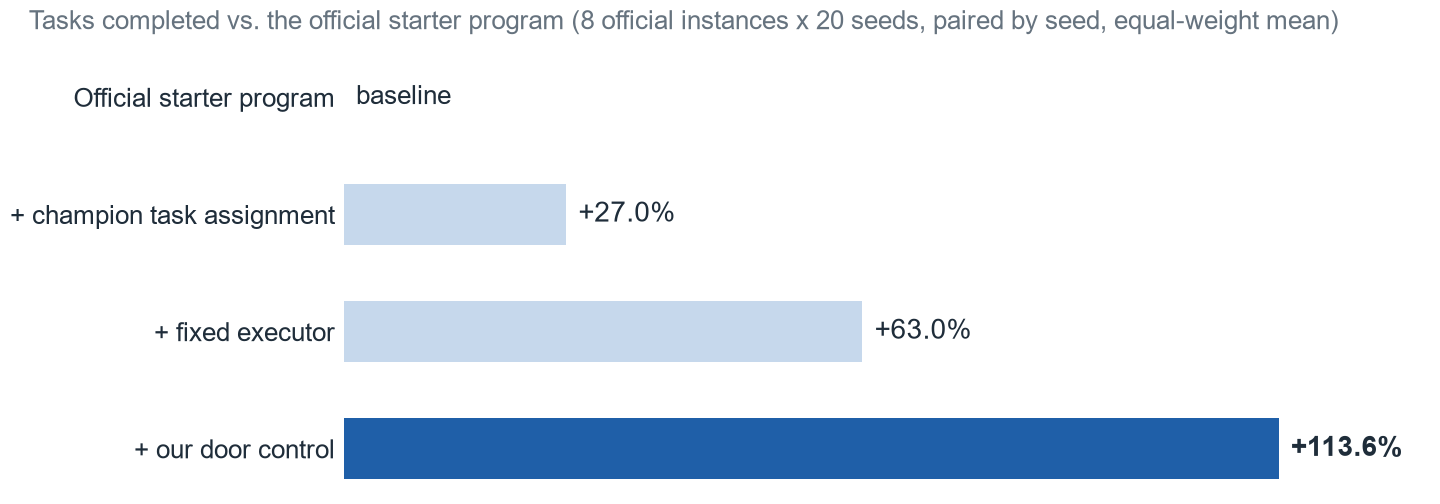 Tasks completed vs. the official starter program (8 official instances x 20 seeds, paired by seed, equal-weight mean)
Official starter program baseline
+ champion task assignment +27.0%
+ fixed executor +63.0%
+ our door control +113.6%